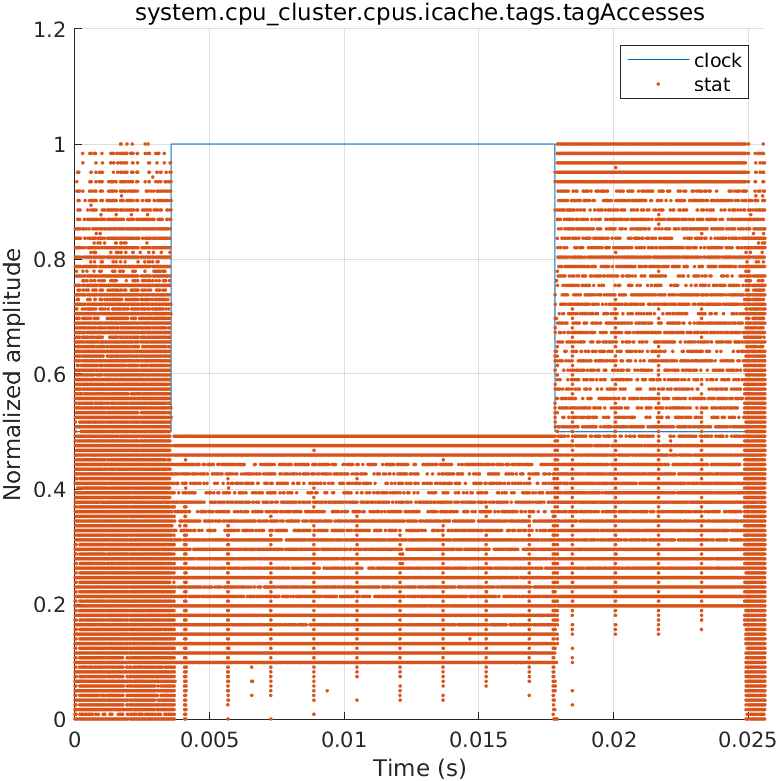 system.cpu_cluster.cpus.icache.tags.tagAccesses
1.2
clock
stat
1
0.8
Normalized amplitude
0.6
0.4
0.2
0
0 0.005 0.01 0.015 0.02 0.025
Time (s)